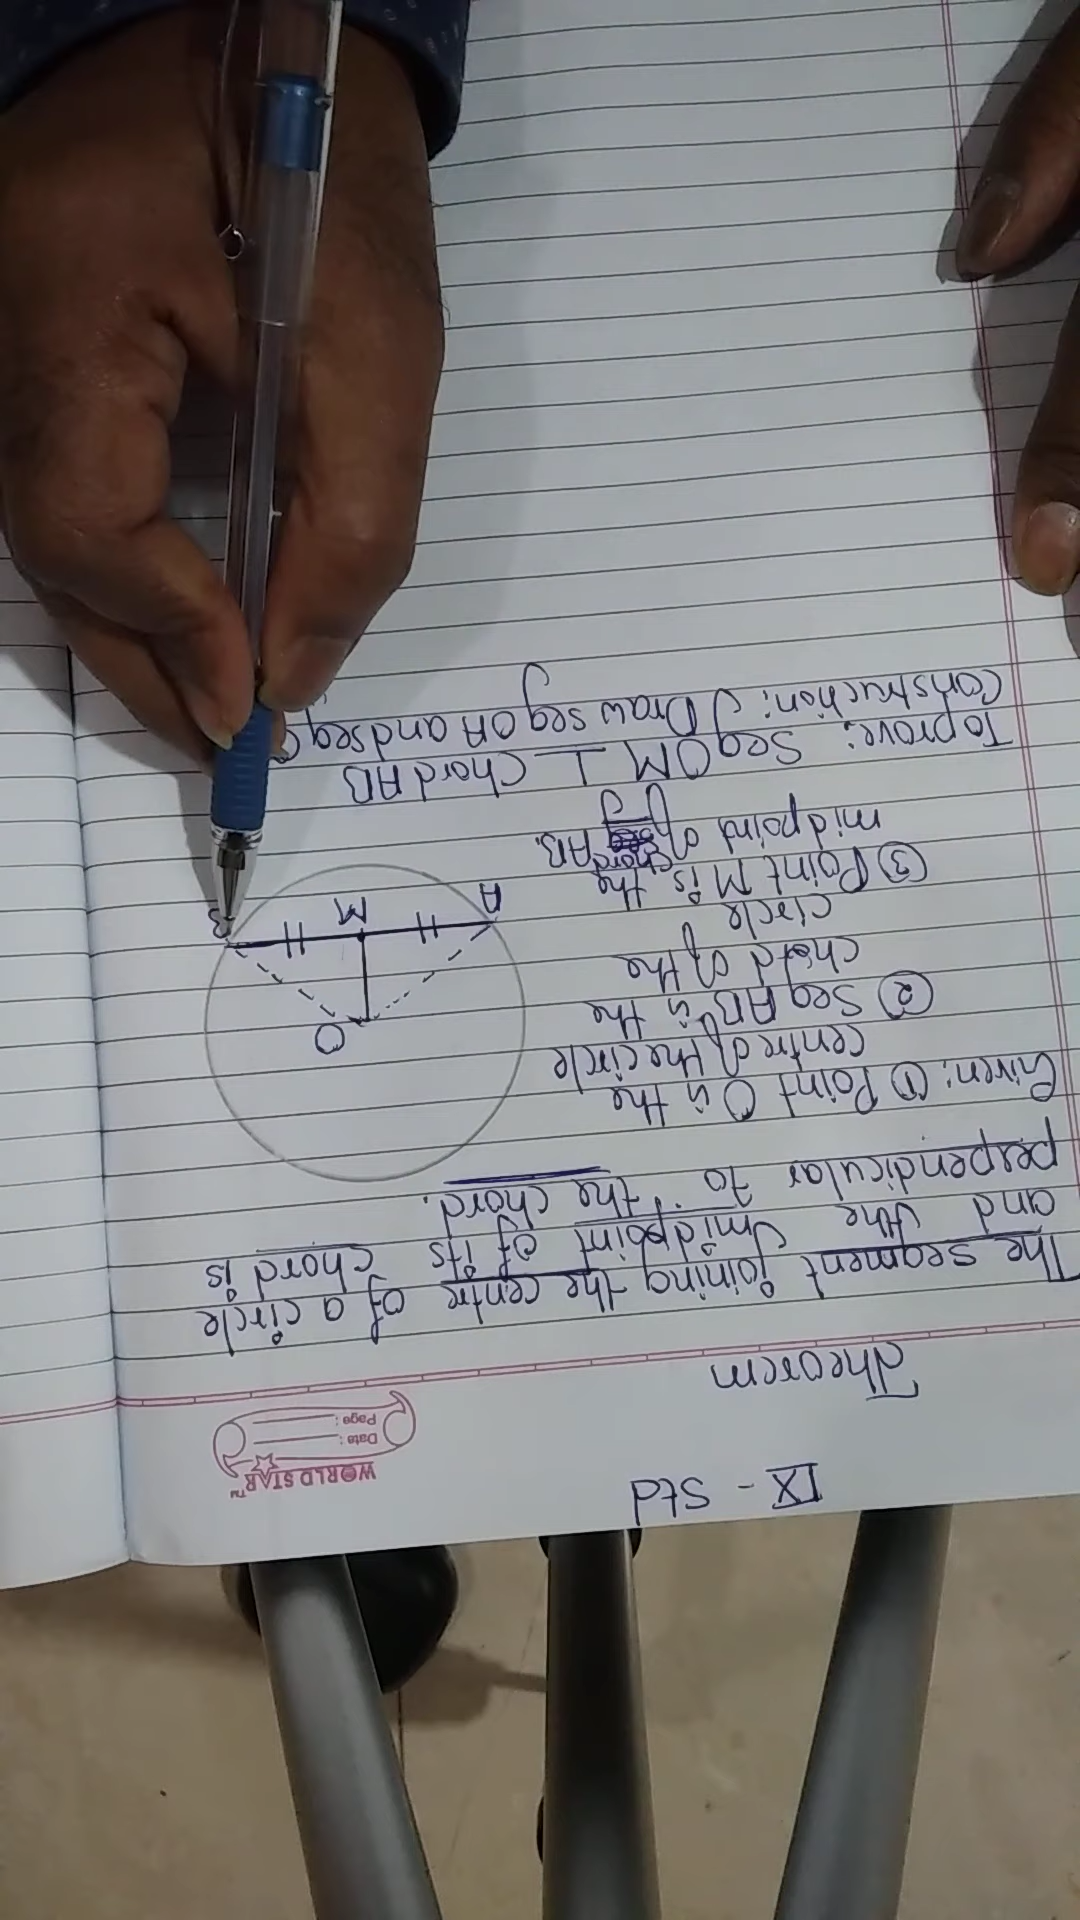 IX - Std
WORLD STAR™
Date:
Page:
Theorem
The segment joining the centre of a circle
and the midpoint of its chord is
perpendicular to the chord.
Given: ① Point O is the
centre of the circle
② Seg AB is the
chord of the
circle
③ Point M is the
midpoint of chord AB.
To prove: Seg OM ⊥ Chord AB
Construction: Draw seg OA and seg
O
A M B